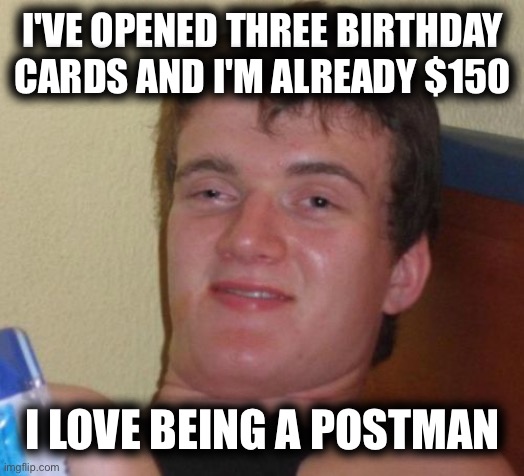 I'VE OPENED THREE BIRTHDAY
CARDS AND I'M ALREADY $150
I LOVE BEING A POSTMAN
imgflip.com